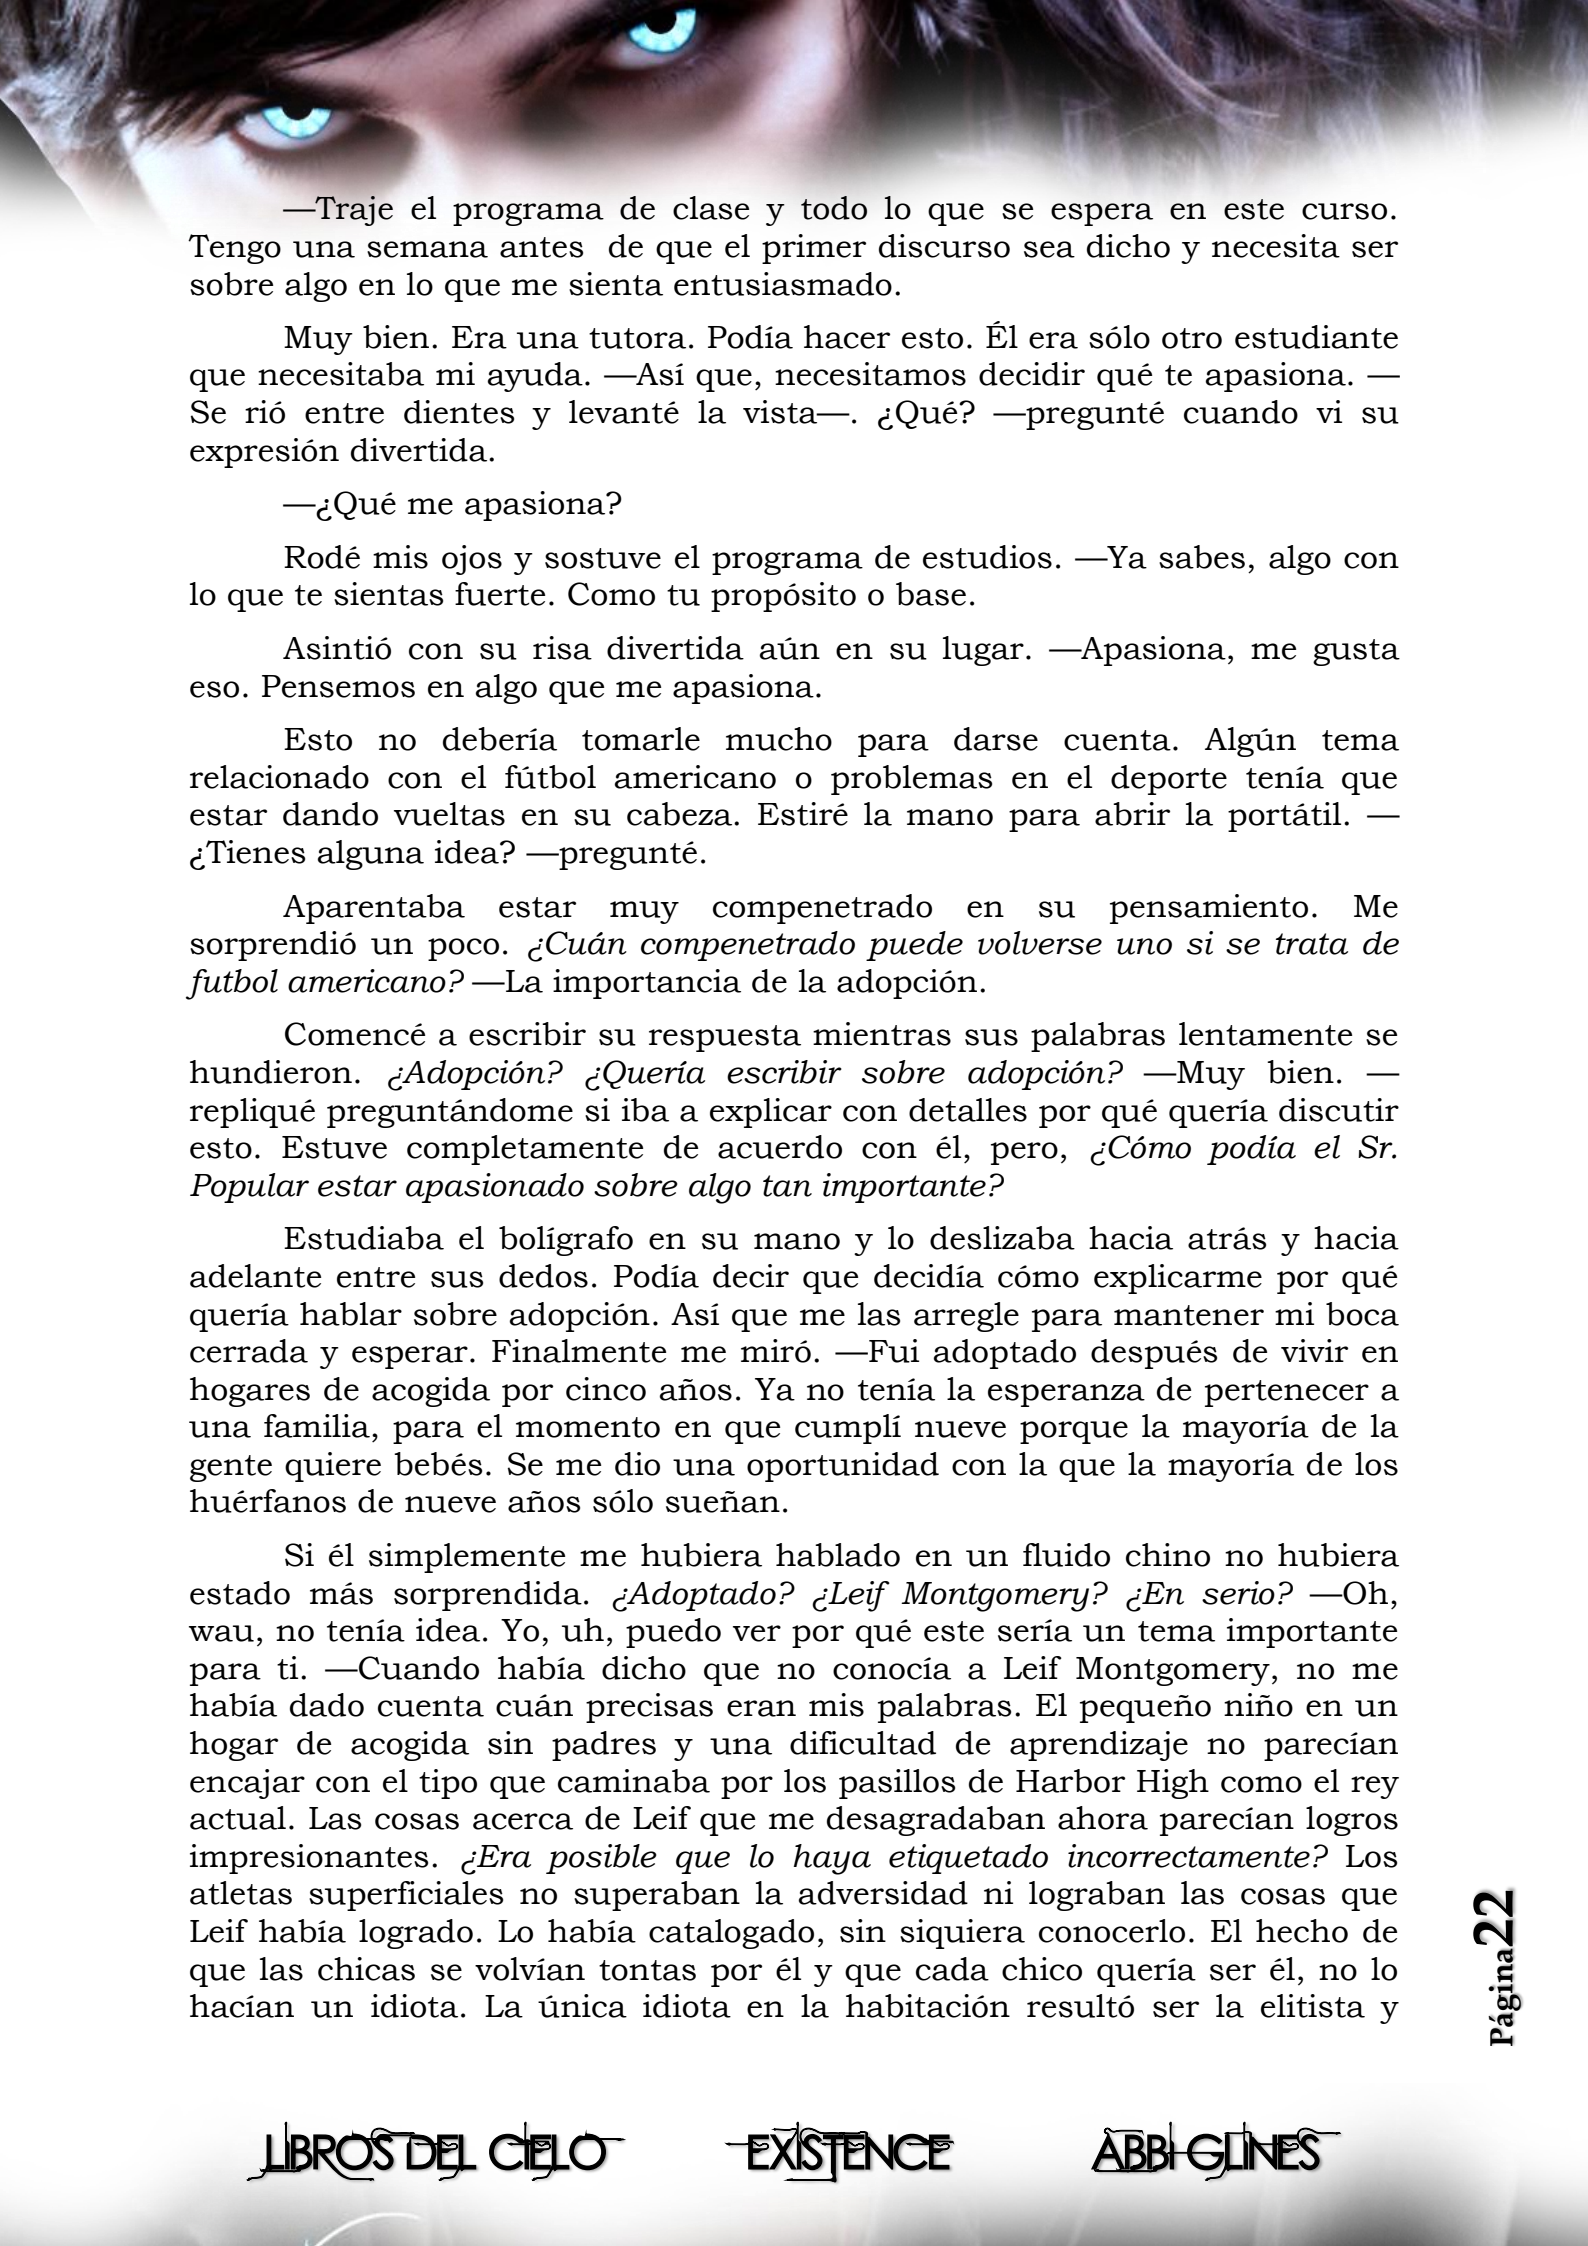 —Traje el programa de clase y todo lo que se espera en este curso.
Tengo una semana antes  de que el primer discurso sea dicho y necesita ser
sobre algo en lo que me sienta entusiasmado.
Muy bien. Era una tutora. Podía hacer esto. Él era sólo otro estudiante
que necesitaba mi ayuda. —Así que, necesitamos decidir qué te apasiona. —
Se rió entre dientes y levanté la vista—. ¿Qué? —pregunté cuando vi su
expresión divertida.
—¿Qué me apasiona?
Rodé mis ojos y sostuve el programa de estudios. —Ya sabes, algo con
lo que te sientas fuerte. Como tu propósito o base.
Asintió con su risa divertida aún en su lugar. —Apasiona, me gusta
eso. Pensemos en algo que me apasiona.
Esto no debería tomarle mucho para darse cuenta. Algún tema
relacionado con el fútbol americano o problemas en el deporte tenía que
estar dando vueltas en su cabeza. Estiré la mano para abrir la portátil. —
¿Tienes alguna idea? —pregunté.
Aparentaba estar muy compenetrado en su pensamiento. Me
sorprendió un poco. ¿Cuán compenetrado puede volverse uno si se trata de
futbol americano? —La importancia de la adopción.
Comencé a escribir su respuesta mientras sus palabras lentamente se
hundieron. ¿Adopción? ¿Quería escribir sobre adopción? —Muy bien. —
repliqué preguntándome si iba a explicar con detalles por qué quería discutir
esto. Estuve completamente de acuerdo con él, pero, ¿Cómo podía el Sr.
Popular estar apasionado sobre algo tan importante?
Estudiaba el bolígrafo en su mano y lo deslizaba hacia atrás y hacia
adelante entre sus dedos. Podía decir que decidía cómo explicarme por qué
quería hablar sobre adopción. Así que me las arregle para mantener mi boca
cerrada y esperar. Finalmente me miró. —Fui adoptado después de vivir en
hogares de acogida por cinco años. Ya no tenía la esperanza de pertenecer a
una familia, para el momento en que cumplí nueve porque la mayoría de la
gente quiere bebés. Se me dio una oportunidad con la que la mayoría de los
huérfanos de nueve años sólo sueñan.
Si él simplemente me hubiera hablado en un fluido chino no hubiera
estado más sorprendida. ¿Adoptado? ¿Leif Montgomery? ¿En serio? —Oh,
wau, no tenía idea. Yo, uh, puedo ver por qué este sería un tema importante
para ti. —Cuando había dicho que no conocía a Leif Montgomery, no me
había dado cuenta cuán precisas eran mis palabras. El pequeño niño en un
hogar de acogida sin padres y una dificultad de aprendizaje no parecían
encajar con el tipo que caminaba por los pasillos de Harbor High como el rey
actual. Las cosas acerca de Leif que me desagradaban ahora parecían logros
impresionantes. ¿Era posible que lo haya etiquetado incorrectamente? Los
atletas superficiales no superaban la adversidad ni lograban las cosas que
Leif había logrado. Lo había catalogado, sin siquiera conocerlo. El hecho de
que las chicas se volvían tontas por él y que cada chico quería ser él, no lo
hacían un idiota. La única idiota en la habitación resultó ser la elitista y
Página22
LIBROS DEL CIELO EXISTENCE ABBI GLINES